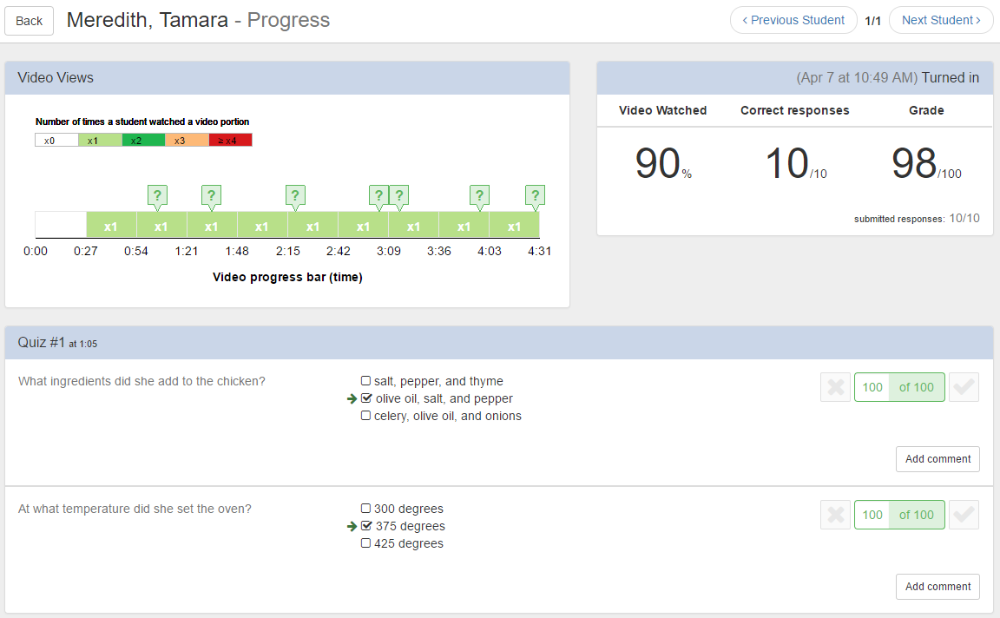 Back Meredith, Tamara - Progress ‹ Previous Student 1/1 Next Student ›
Video Views
Number of times a student watched a video portion
x0 x1 x2 x3 ≥ x4
? ? ? ? ? ? ?
x1 x1 x1 x1 x1 x1 x1 x1 x1
0:00 0:27 0:54 1:21 1:48 2:15 2:42 3:09 3:36 4:03 4:31
Video progress bar (time)
(Apr 7 at 10:49 AM) Turned in
Video Watched Correct responses Grade
90% 10/10 98/100
submitted responses: 10/10
Quiz #1 at 1:05
What ingredients did she add to the chicken?
salt, pepper, and thyme
olive oil, salt, and pepper
celery, olive oil, and onions
100 of 100
Add comment
At what temperature did she set the oven?
300 degrees
375 degrees
425 degrees
100 of 100
Add comment